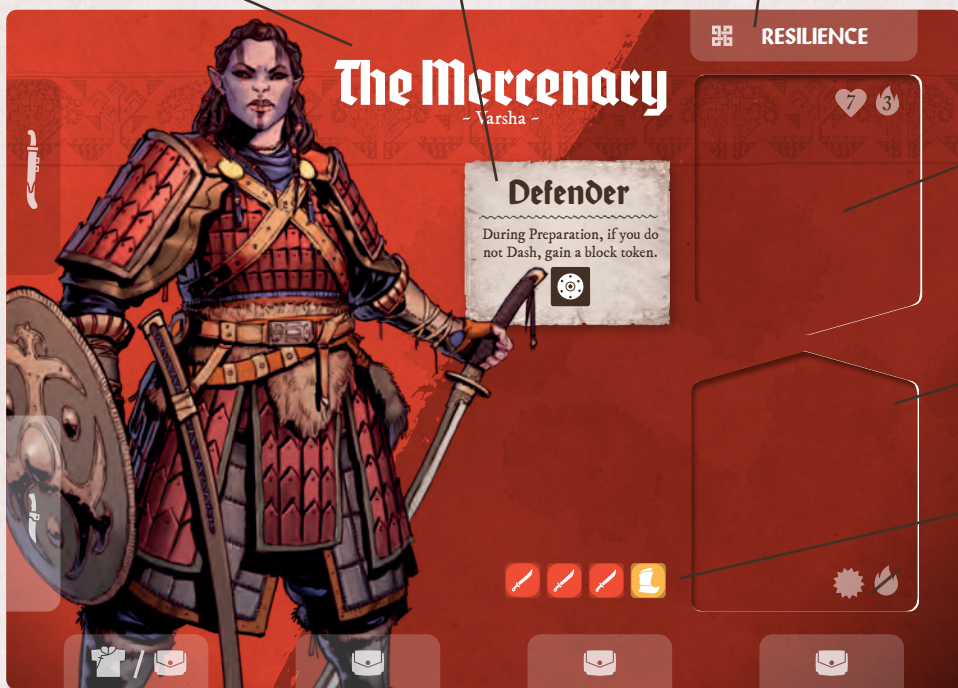 RESILIENCE
The Mercenary
~ Varsha ~
7 3
Defender
During Preparation, if you do
not Dash, gain a block token.
/